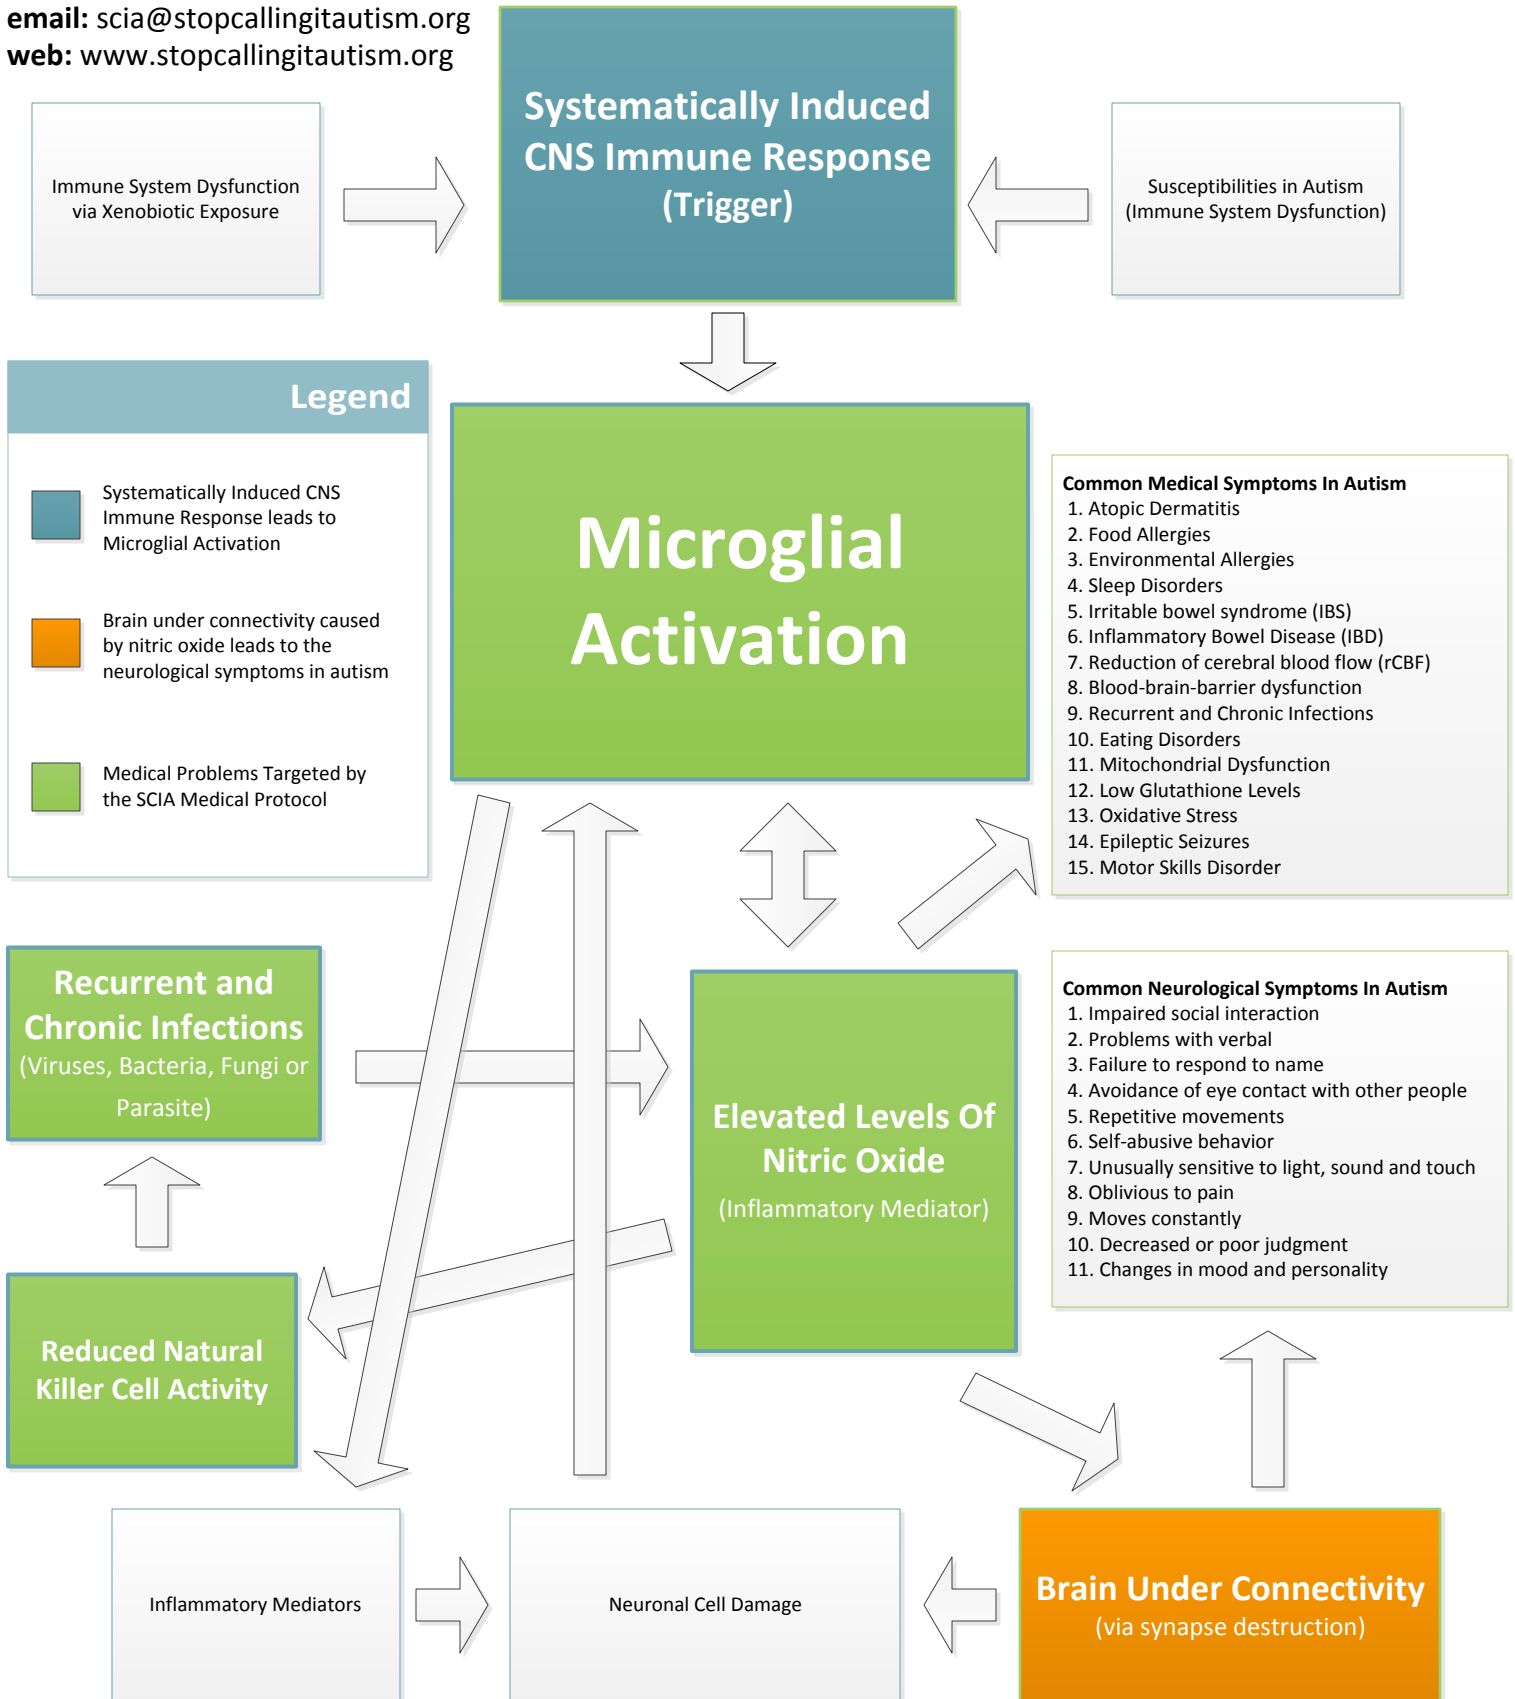 email: scia@stopcallingitautism.org
web: www.stopcallingitautism.org
Systematically Induced
CNS Immune Response
(Trigger)
Immune System Dysfunction
via Xenobiotic Exposure
Susceptibilities in Autism
(Immune System Dysfunction)
Legend
Systematically Induced CNS
Immune Response leads to
Microglial Activation
Brain under connectivity caused
by nitric oxide leads to the
neurological symptoms in autism
Medical Problems Targeted by
the SCIA Medical Protocol
Microglial
Activation
Common Medical Symptoms In Autism
1. Atopic Dermatitis
2. Food Allergies
3. Environmental Allergies
4. Sleep Disorders
5. Irritable bowel syndrome (IBS)
6. Inflammatory Bowel Disease (IBD)
7. Reduction of cerebral blood flow (rCBF)
8. Blood-brain-barrier dysfunction
9. Recurrent and Chronic Infections
10. Eating Disorders
11. Mitochondrial Dysfunction
12. Low Glutathione Levels
13. Oxidative Stress
14. Epileptic Seizures
15. Motor Skills Disorder
Recurrent and
Chronic Infections
(Viruses, Bacteria, Fungi or
Parasite)
Elevated Levels Of
Nitric Oxide
(Inflammatory Mediator)
Common Neurological Symptoms In Autism
1. Impaired social interaction
2. Problems with verbal
3. Failure to respond to name
4. Avoidance of eye contact with other people
5. Repetitive movements
6. Self-abusive behavior
7. Unusually sensitive to light, sound and touch
8. Oblivious to pain
9. Moves constantly
10. Decreased or poor judgment
11. Changes in mood and personality
Reduced Natural
Killer Cell Activity
Inflammatory Mediators
Neuronal Cell Damage
Brain Under Connectivity
(via synapse destruction)